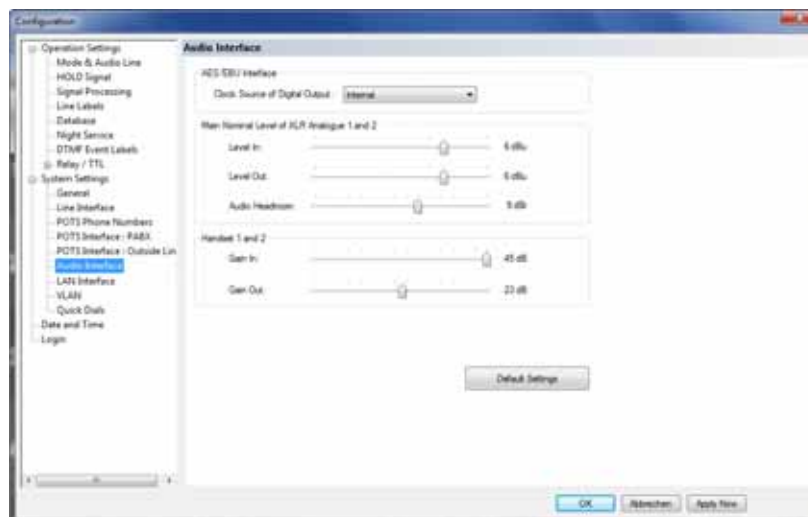 Configuration
Operation Settings
Mode & Audio Line
HOLD Signal
Signal Processing
Line Labels
Database
Night Service
DTMF Event Labels
Relay / TTL
System Settings
General
Line Interface
POTS Phone Numbers
POTS Interface : PABX
POTS Interface : Outside Lin
Audio Interface
LAN Interface
VLAN
Quick Dials
Date and Time
Login
Audio Interface
AES/EBU Interface
Clock Source of Digital Output: Internal
Main Nominal Level of XLR Analogue 1 and 2
Level In: 6 dBu
Level Out: 6 dBu
Audio Headroom: 9 dB
Handset 1 and 2
Gain In: 45 dB
Gain Out: 23 dB
Default Settings
OK
Abbrechen
Apply Now